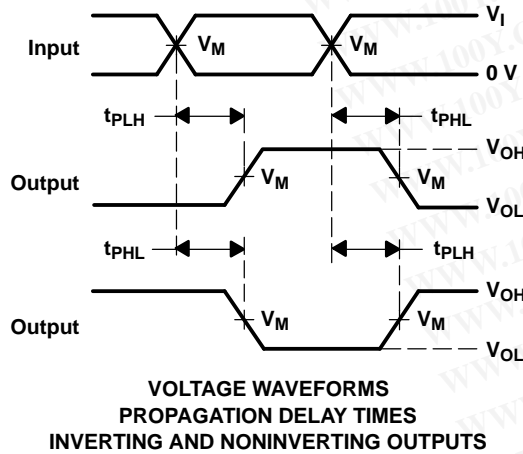 Input
VM
VM
VI
0 V
tPLH
tPHL
Output
VM
VM
VOH
VOL
tPHL
tPLH
Output
VM
VM
VOH
VOL
VOLTAGE WAVEFORMS
PROPAGATION DELAY TIMES
INVERTING AND NONINVERTING OUTPUTS